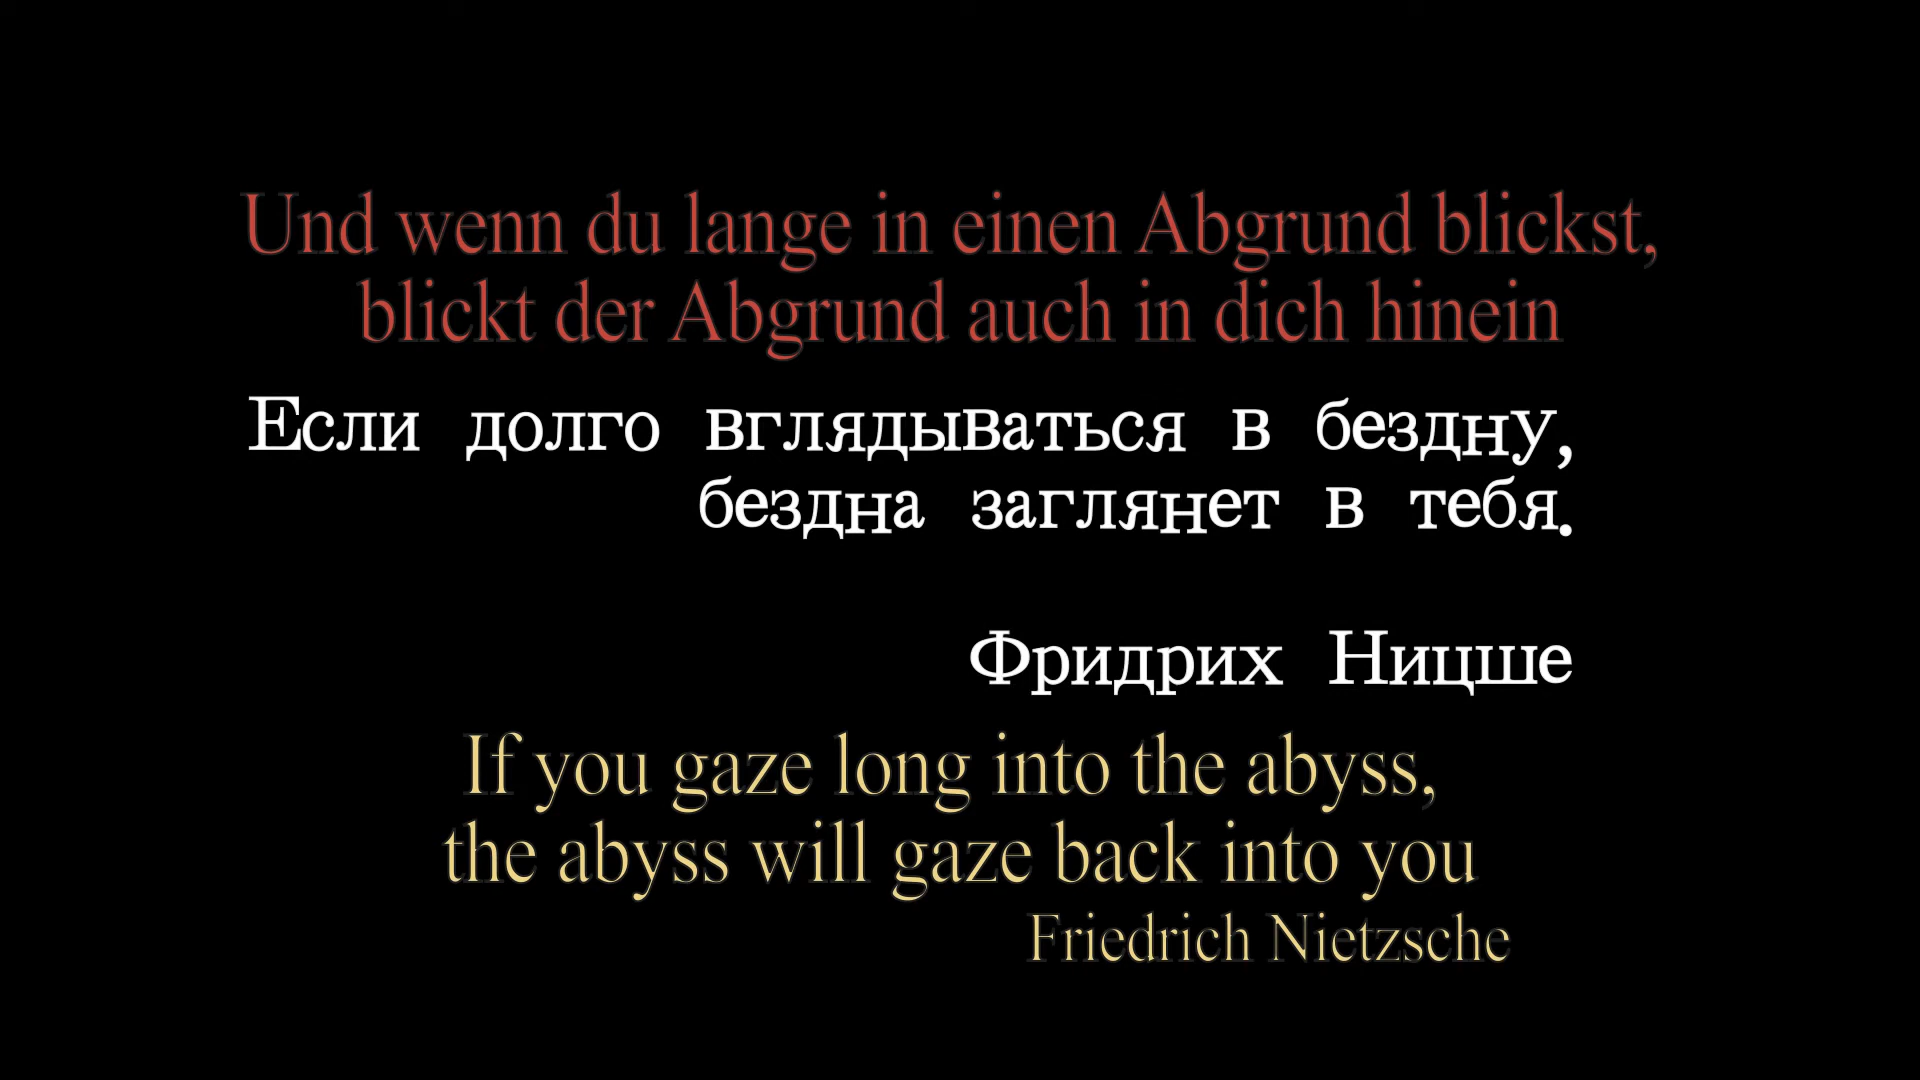 Und wenn du lange in einen Abgrund blickst,
blickt der Abgrund auch in dich hinein
Если долго вглядываться в бездну,
бездна заглянет в тебя.
Фридрих Ницше
If you gaze long into the abyss,
the abyss will gaze back into you
Friedrich Nietzsche